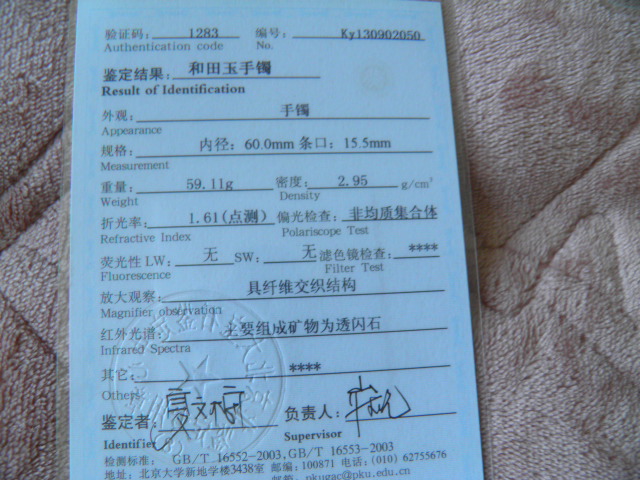 验证码: 1283 编号: Ky130902050
Authentication code No.
鉴定结果: 和田玉手镯
Result of Identification
外观: 手镯
Appearance
规格: 内径: 60.0mm 条口: 15.5mm
Measurement
重量: 59.11g 密度: 2.95 g/cm³
Weight Density
折光率: 1.61(点测) 偏光检查: 非均质集合体
Refractive Index Polariscope Test
荧光性 LW: 无 SW: 无 滤色镜检查: ****
Fluorescence Filter Test
放大观察: 具纤维交织结构
Magnifier observation
红外光谱: 主要组成矿物为透闪石
Infrared Spectra
其它: ****
Others:
鉴定者: 负责人:
Identifier Supervisor
检测标准: GB/T 16552-2003, GB/T 16553-2003
地址: 北京大学新地学楼3438室 邮编: 100871 电话: (010) 62755676
邮箱: pkugac@pku.edu.cn